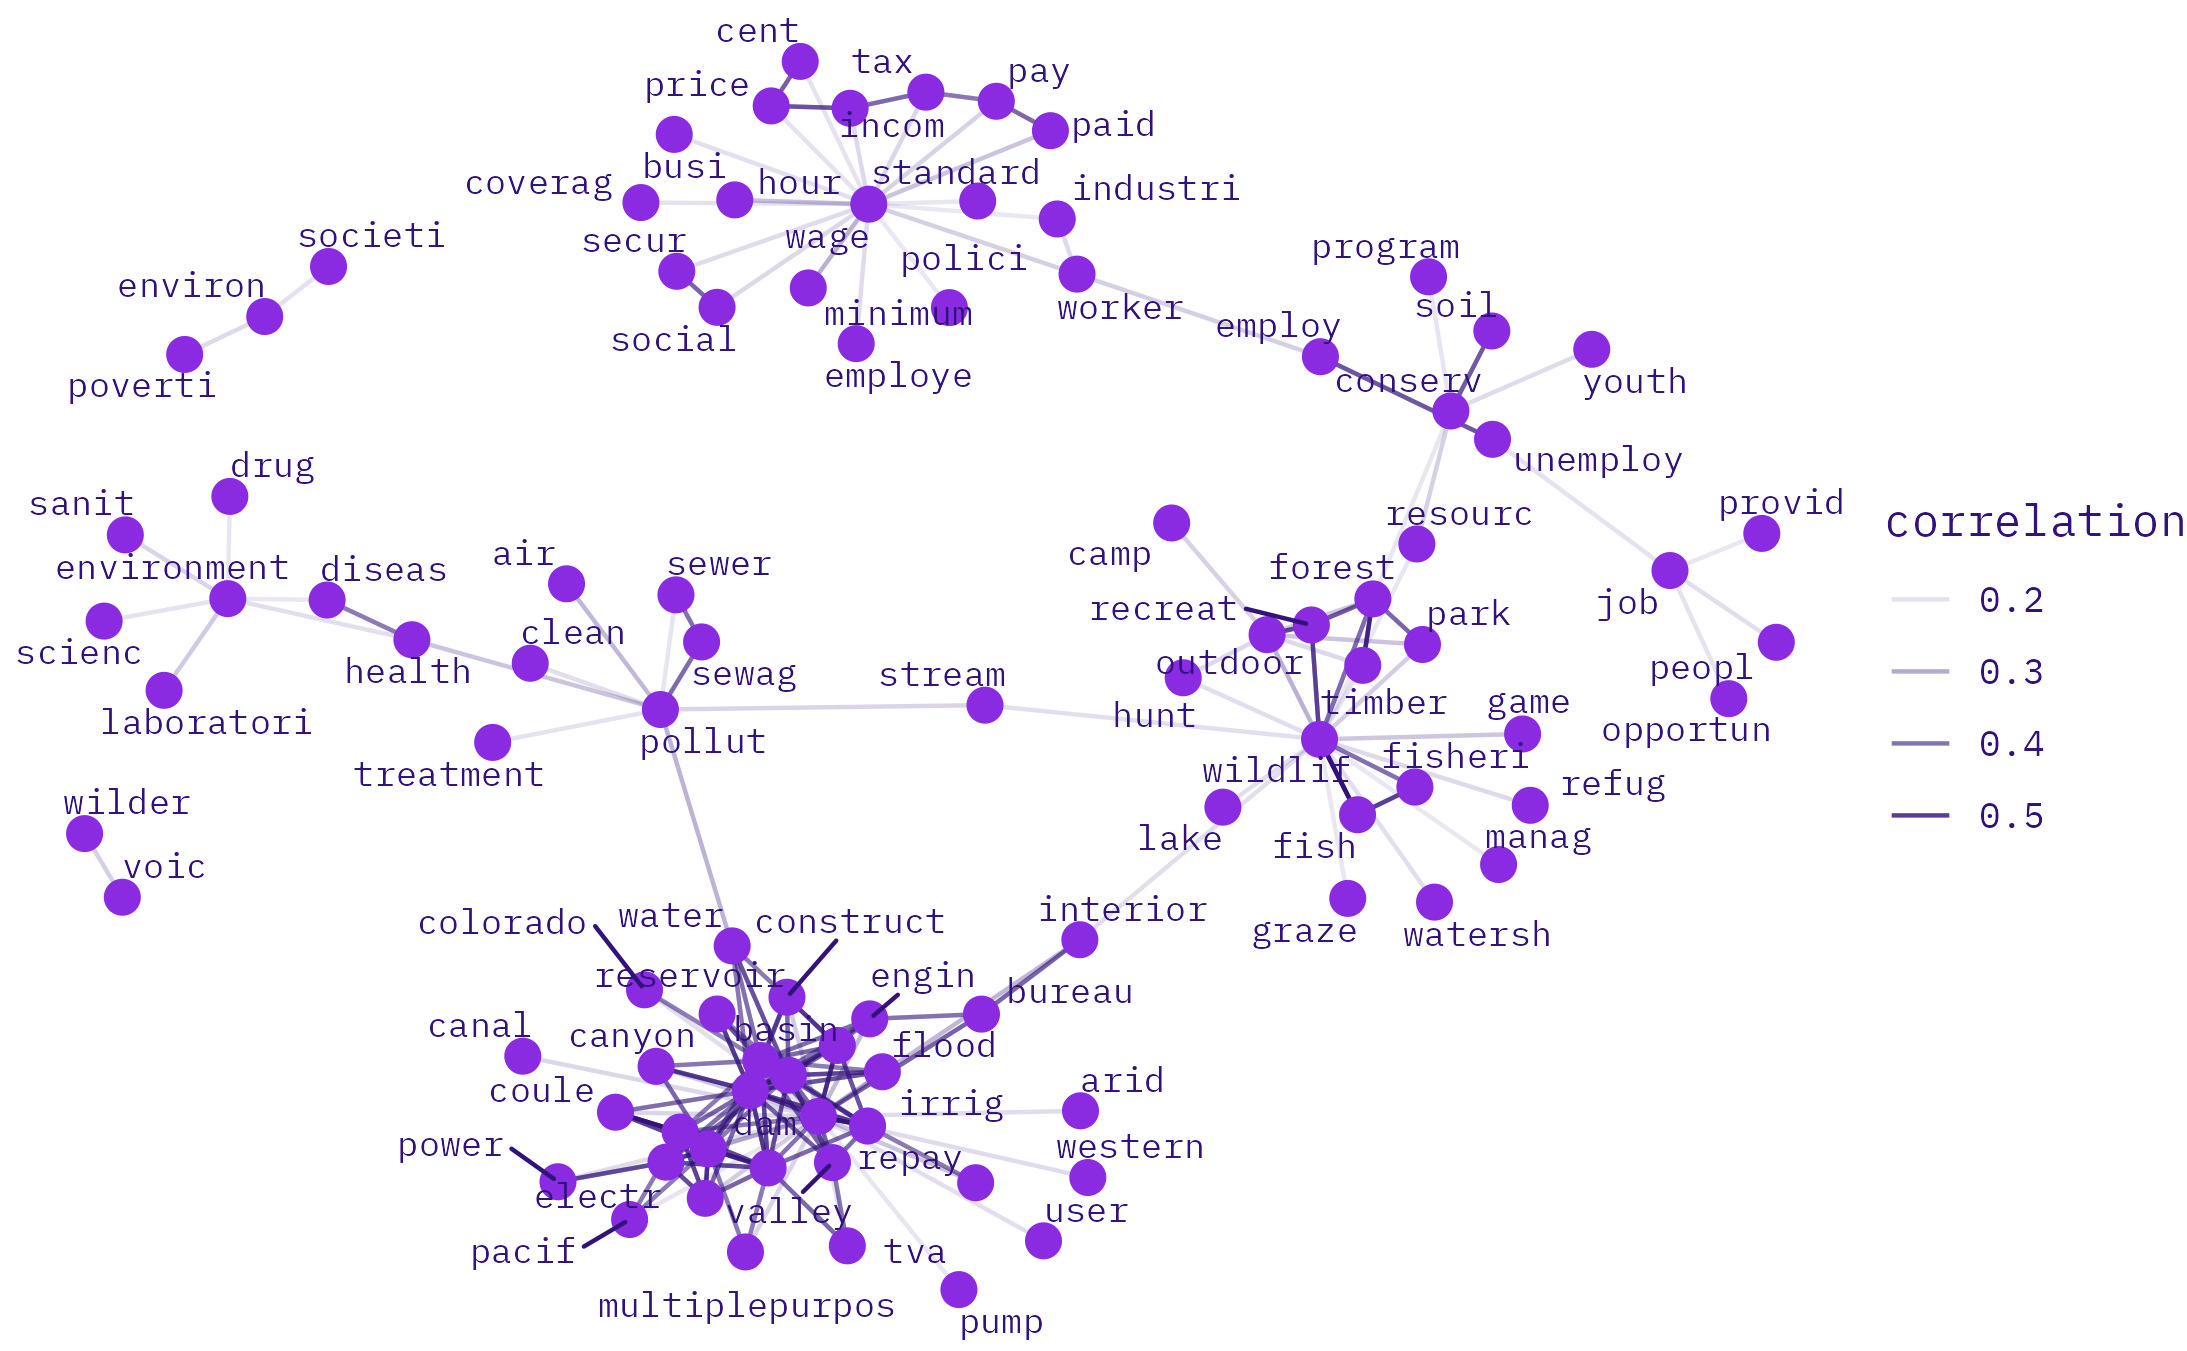 cent
tax
pay
price
incom
paid
busi
standard
coverag
hour
industri
societi
secur
wage
polici
program
environ
soil
minimum
worker
employ
social
poverti
employe
conserv
youth
drug
unemploy
sanit
provid
resourc
correlation
environment
diseas
air
sewer
camp
forest
0.2
recreat
park
job
clean
scienc
health
sewag
stream
outdoor
peopl
0.3
laboratori
hunt
timber
game
opportun
pollut
0.4
treatment
wildlif
fisheri
refug
wilder
0.5
lake
fish
manag
voic
colorado
water
construct
interior
graze
watersh
reservoir
engin
bureau
canal
canyon
basin
flood
coule
arid
irrig
dam
power
western
repay
electr
valley
user
pacif
tva
multiplepurpos
pump